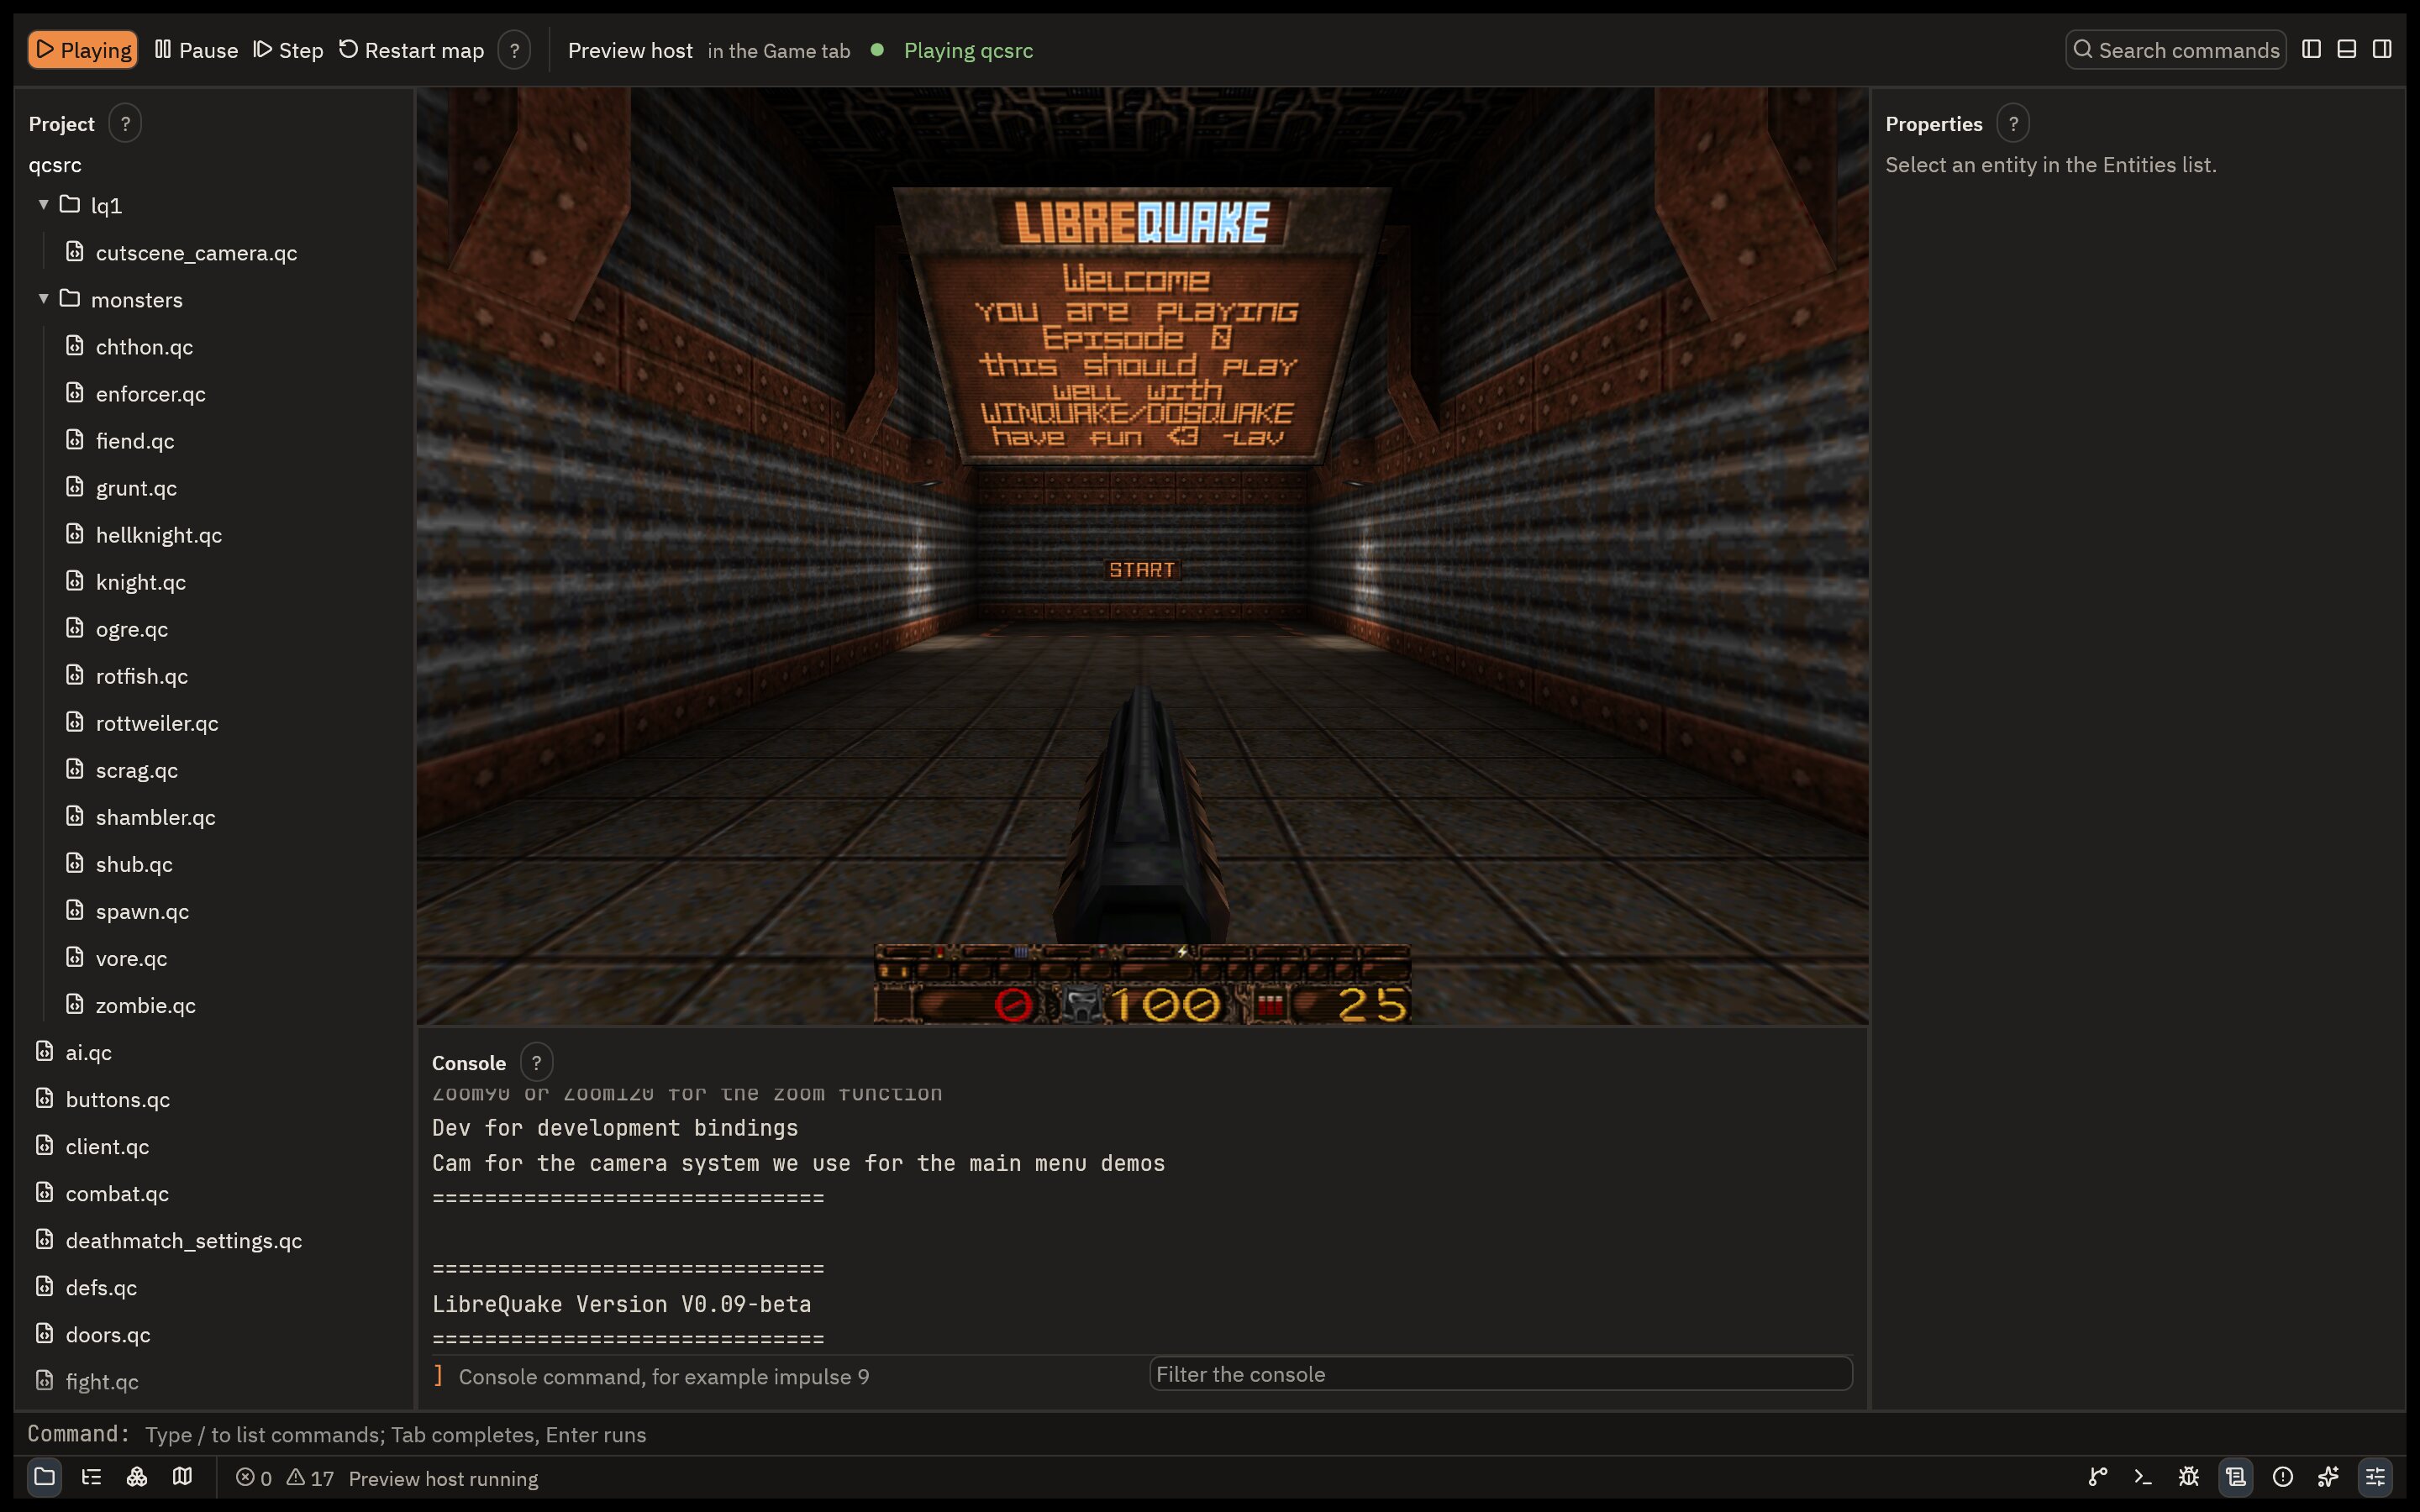 Playing Pause Step Restart map ? Preview host in the Game tab Playing qcsrc Search commands
Project ?
qcsrc
lq1
cutscene_camera.qc
monsters
chthon.qc
enforcer.qc
fiend.qc
grunt.qc
hellknight.qc
knight.qc
ogre.qc
rotfish.qc
rottweiler.qc
scrag.qc
shambler.qc
shub.qc
spawn.qc
vore.qc
zombie.qc
ai.qc
buttons.qc
client.qc
combat.qc
deathmatch_settings.qc
defs.qc
doors.qc
fight.qc
LIBREQUAKE
Welcome
YOU are PLAYING
Episode 0
this should PLAY
well with
WINQUAKE/DOSQUAKE
have fun <3 -Lav
START
0 100 25
Console ?
Zoom90 or Zoom120 for the zoom function
Dev for development bindings
Cam for the camera system we use for the main menu demos
==============================
==============================
LibreQuake Version V0.09-beta
==============================
] Console command, for example impulse 9 Filter the console
Properties ?
Select an entity in the Entities list.
Command: Type / to list commands; Tab completes, Enter runs
0 17 Preview host running